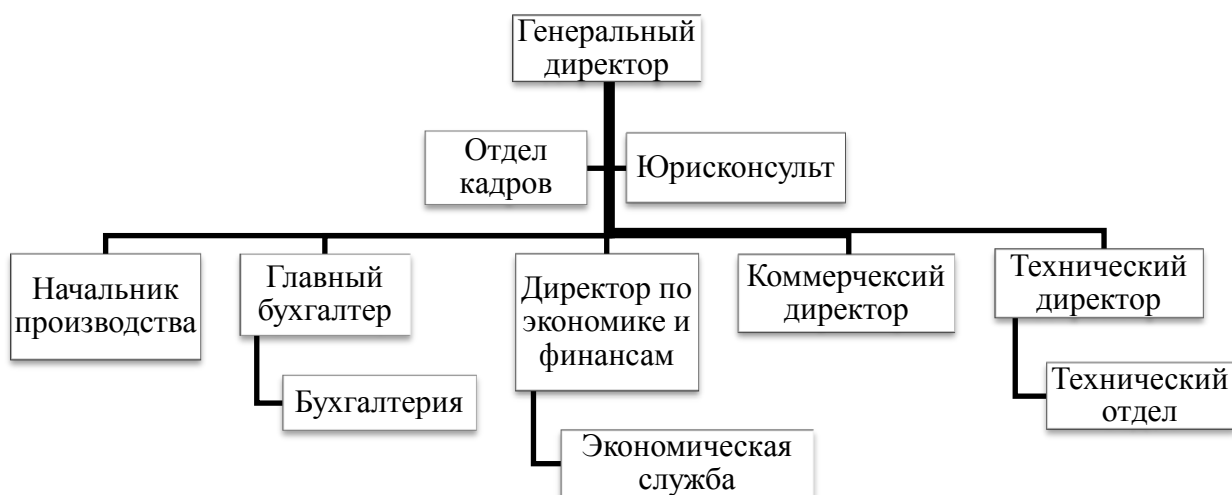 Генеральный
директор
Отдел
кадров
Юрисконсульт
Начальник
производства
Главный
бухгалтер
Директор по
экономике и
финансам
Коммерчексий
директор
Технический
директор
Бухгалтерия
Экономическая
служба
Технический
отдел